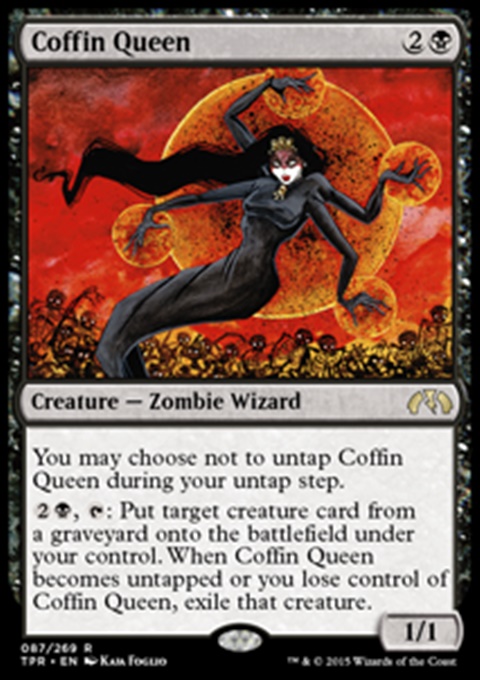 Coffin Queen 2
Creature — Zombie Wizard
You may choose not to untap Coffin
Queen during your untap step.
2, : Put target creature card from
a graveyard onto the battlefield under
your control. When Coffin Queen
becomes untapped or you lose control of
Coffin Queen, exile that creature.
1/1
087/269 R
TPR • EN Kaja Foglio
™ & © 2015 Wizards of the Coast